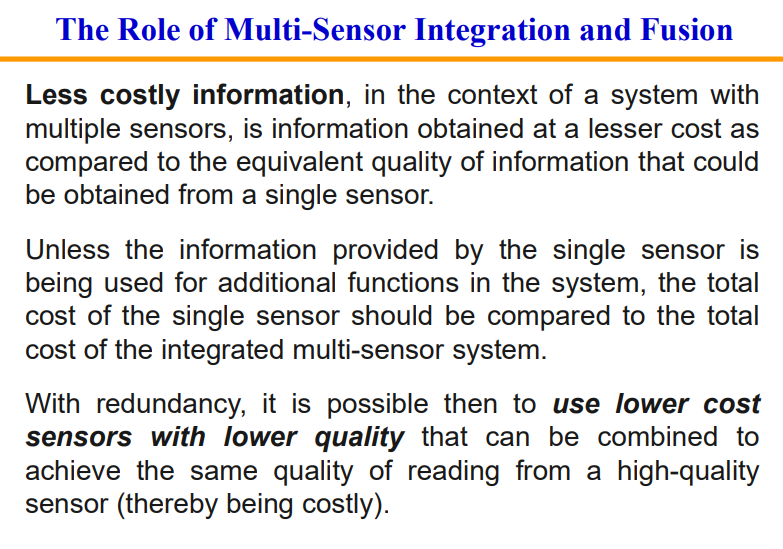 The Role of Multi-Sensor Integration and Fusion
Less costly information, in the context of a system with
multiple sensors, is information obtained at a lesser cost as
compared to the equivalent quality of information that could
be obtained from a single sensor.
Unless the information provided by the single sensor is
being used for additional functions in the system, the total
cost of the single sensor should be compared to the total
cost of the integrated multi-sensor system.
With redundancy, it is possible then to use lower cost
sensors with lower quality that can be combined to
achieve the same quality of reading from a high-quality
sensor (thereby being costly).